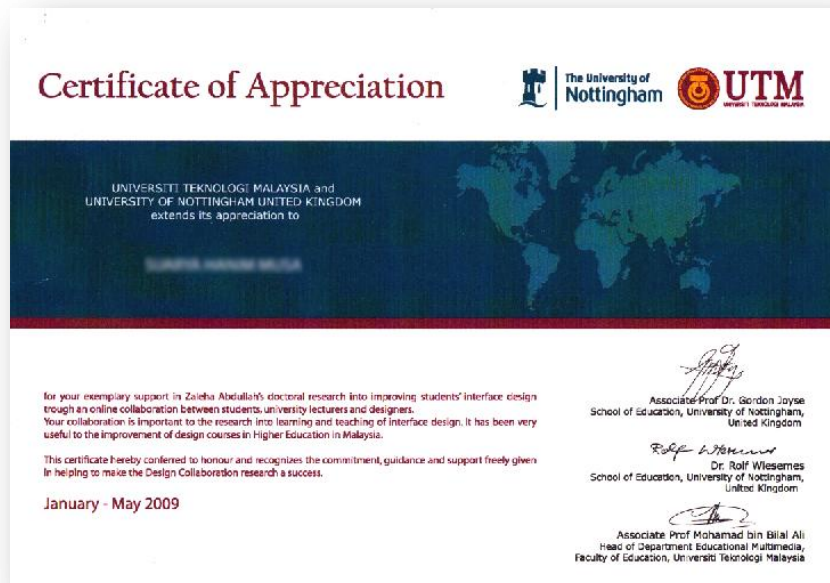 Certificate of Appreciation
The University of
Nottingham
UTM
UNIVERSITI TEKNOLOGI MALAYSIA
UNIVERSITI TEKNOLOGI MALAYSIA and
UNIVERSITY OF NOTTINGHAM UNITED KINGDOM
extends its appreciation to
for your exemplary support in Zaleha Abdullah's doctoral research into improving students' interface design
trough an online collaboration between students, university lecturers and designers.
Your collaboration is important to the research into learning and teaching of interface design. It has been very
useful to the improvement of design courses in Higher Education in Malaysia.
This certificate hereby conferred to honour and recognizes the commitment, guidance and support freely given
in helping to make the Design Collaboration research a success.
January - May 2009
Associate Prof Dr. Gordon Joyse
School of Education, University of Nottingham,
United Kingdom
Rolf Wiesemes
Dr. Rolf Wiesemes
School of Education, University of Nottingham,
United Kingdom
Associate Prof Mohamad bin Bilal Ali
Head of Department Educational Multimedia,
Faculty of Education, Universiti Teknologi Malaysia